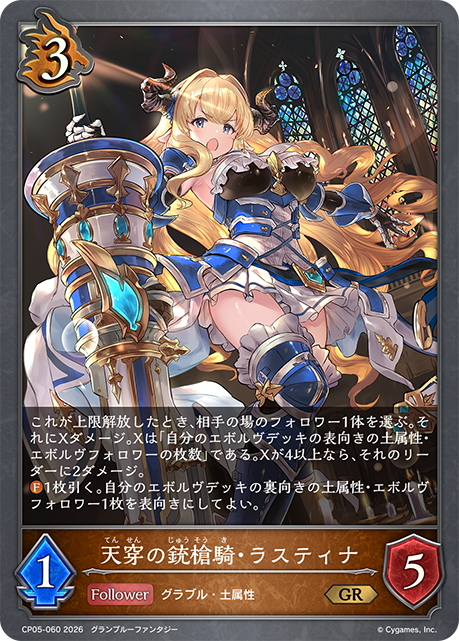 3
これが上限解放したとき、相手の場のフォロワー1体を選ぶ。そ
れにXダメージ。Xは「自分のエボルヴデッキの表向きの土属性・
エボルヴフォロワーの枚数」である。Xが4以上なら、それのリー
ダーに2ダメージ。
F 1枚引く。自分のエボルヴデッキの裏向きの土属性・エボルヴ
フォロワー1枚を表向きにしてよい。
てんせん じゅうそうき
天穿の銃槍騎・ラスティナ
1
5
Follower グラブル・土属性 GR
CP05-060 2026 グランブルーファンタジー © Cygames, Inc.